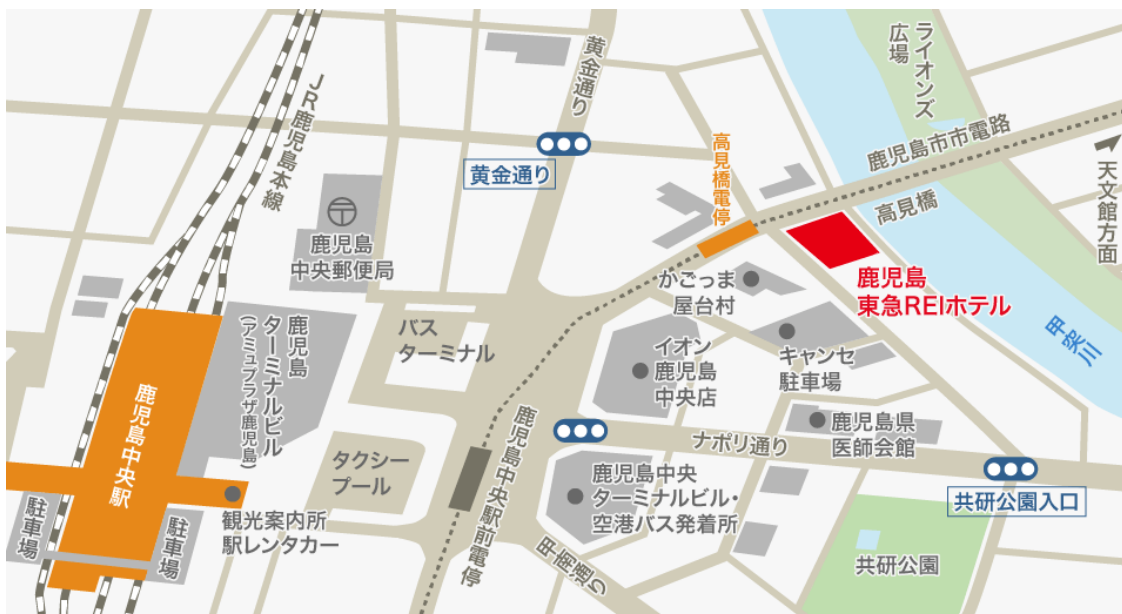 黄金通り
ライオンズ
広場
JR鹿児島本線
黄金通り
高見橋電停
鹿児島市市電路
高見橋
天文館方面
鹿児島
中央郵便局
鹿児島
東急REIホテル
かごっま
屋台村
甲突川
鹿児島
ターミナルビル
(アミュプラザ鹿児島)
バス
ターミナル
イオン
鹿児島
中央店
キャンセ
駐車場
鹿児島中央駅
鹿児島中央駅前電停
ナポリ通り
鹿児島県
医師会館
タクシー
プール
鹿児島中央
ターミナルビル・
空港バス発着所
共研公園入口
駐車場
駐車場
観光案内所
駅レンタカー
甲南通り
共研公園